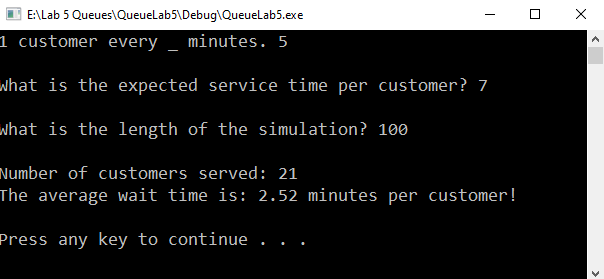 E:\Lab 5 Queues\QueueLab5\Debug\QueueLab5.exe
1 customer every _ minutes. 5
What is the expected service time per customer? 7
What is the length of the simulation? 100
Number of customers served: 21
The average wait time is: 2.52 minutes per customer!
Press any key to continue . . .